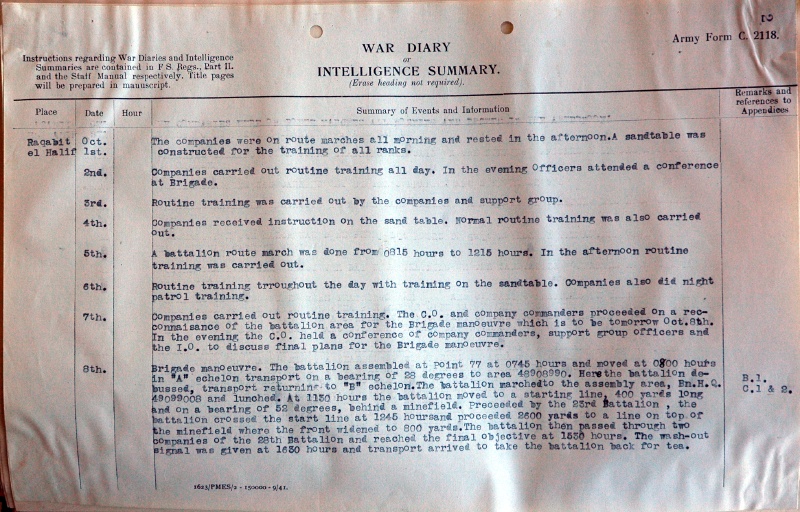 Army Form C. 2118.
WAR DIARY
or
INTELLIGENCE SUMMARY.
(Erase heading not required).
Instructions regarding War Diaries and Intelligence
Summaries are contained in F S. Regs., Part II.
and the Staff Manual respectively. Title pages
will be prepared in manuscript.
Place Date Hour Summary of Events and Information Remarks and
references to
Appendices
Raqabit Oct. The companies were on route marches all morning and rested in the afternoon.A sandtable was
el Halif 1st. constructed for the training of all ranks.
2nd. Companies carried out routine training all day. In the evening Officers attended a conference
at Brigade.
3rd. Routine training was carried out by the companies and support group.
4th. Companies received instruction on the sand table. Normal routine training was also carried
out.
5th. A battalion route march was done from 0815 hours to 1215 hours. In the afternoon routine
training was carried out.
6th. Routine training trroughout the day with training on the sandtable. Companies also did night
patrol training.
7th. Companies carried out routine training. The C.O. and company commanders proceeded on a rec-
connaisance of the battalion area for the Brigade manoeuvre which is to be tomorrow Oct.8th.
In the evening the C.O. held a conference of company commanders, support group officers and
the I.O. to discuss final plans for the Brigade manoeuvre.
8th. Brigade manoeuvre. The battalion assembled at Point 77 at 0745 hours and moved at 0800 hours
in "A" echelon transport on a bearing of 28 degrees to area 48908890. Here the battalion de-
bussed, transport returning to "B" echelon.The battalion marchedto the assembly area, Bn.H.Q. B.1.
49099008 and lunched. At 1130 hours the battalion moved to a starting line, 400 yards long C.1 & 2.
and on a bearing of 52 degrees, behind a minefield. Proceeded by the 23rd Battalion , the
battalion crossed the start line at 1245 hoursand proceeded 2600 yards to a line on top of
the minefield where the front widened to 800 yards.The battalion then passed through two
companies of the 28th Battalion and reached the final objective at 1530 hours. The wash-out
signal was given at 1630 hours and transport arrived to take the battalion back for tea.
1623/PMES/2 - 150000 - 9/41.